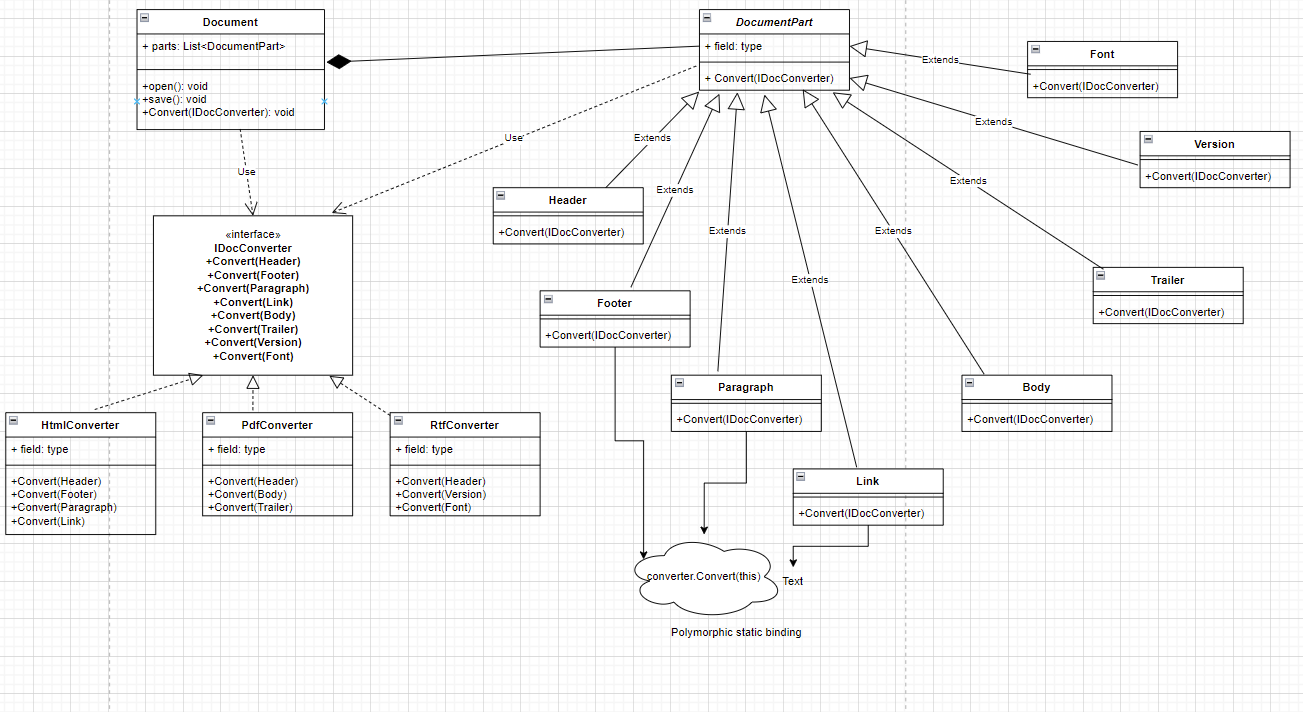 Document
+ parts: List<DocumentPart>
+open(): void
+save(): void
+Convert(IDocConverter): void
DocumentPart
+ field: type
+ Convert(IDocConverter)
Extends
Font
+Convert(IDocConverter)
Extends
Version
+Convert(IDocConverter)
Use
Use
Extends
Extends
Extends
Extends
Extends
Extends
Header
+Convert(IDocConverter)
«interface»
IDocConverter
+Convert(Header)
+Convert(Footer)
+Convert(Paragraph)
+Convert(Link)
+Convert(Body)
+Convert(Trailer)
+Convert(Version)
+Convert(Font)
Trailer
+Convert(IDocConverter)
Footer
+Convert(IDocConverter)
Paragraph
+Convert(IDocConverter)
Body
+Convert(IDocConverter)
HtmlConverter
+ field: type
+Convert(Header)
+Convert(Footer)
+Convert(Paragraph)
+Convert(Link)
PdfConverter
+ field: type
+Convert(Header)
+Convert(Body)
+Convert(Trailer)
RtfConverter
+ field: type
+Convert(Header)
+Convert(Version)
+Convert(Font)
Link
+Convert(IDocConverter)
converter.Convert(this)
Text
Polymorphic static binding